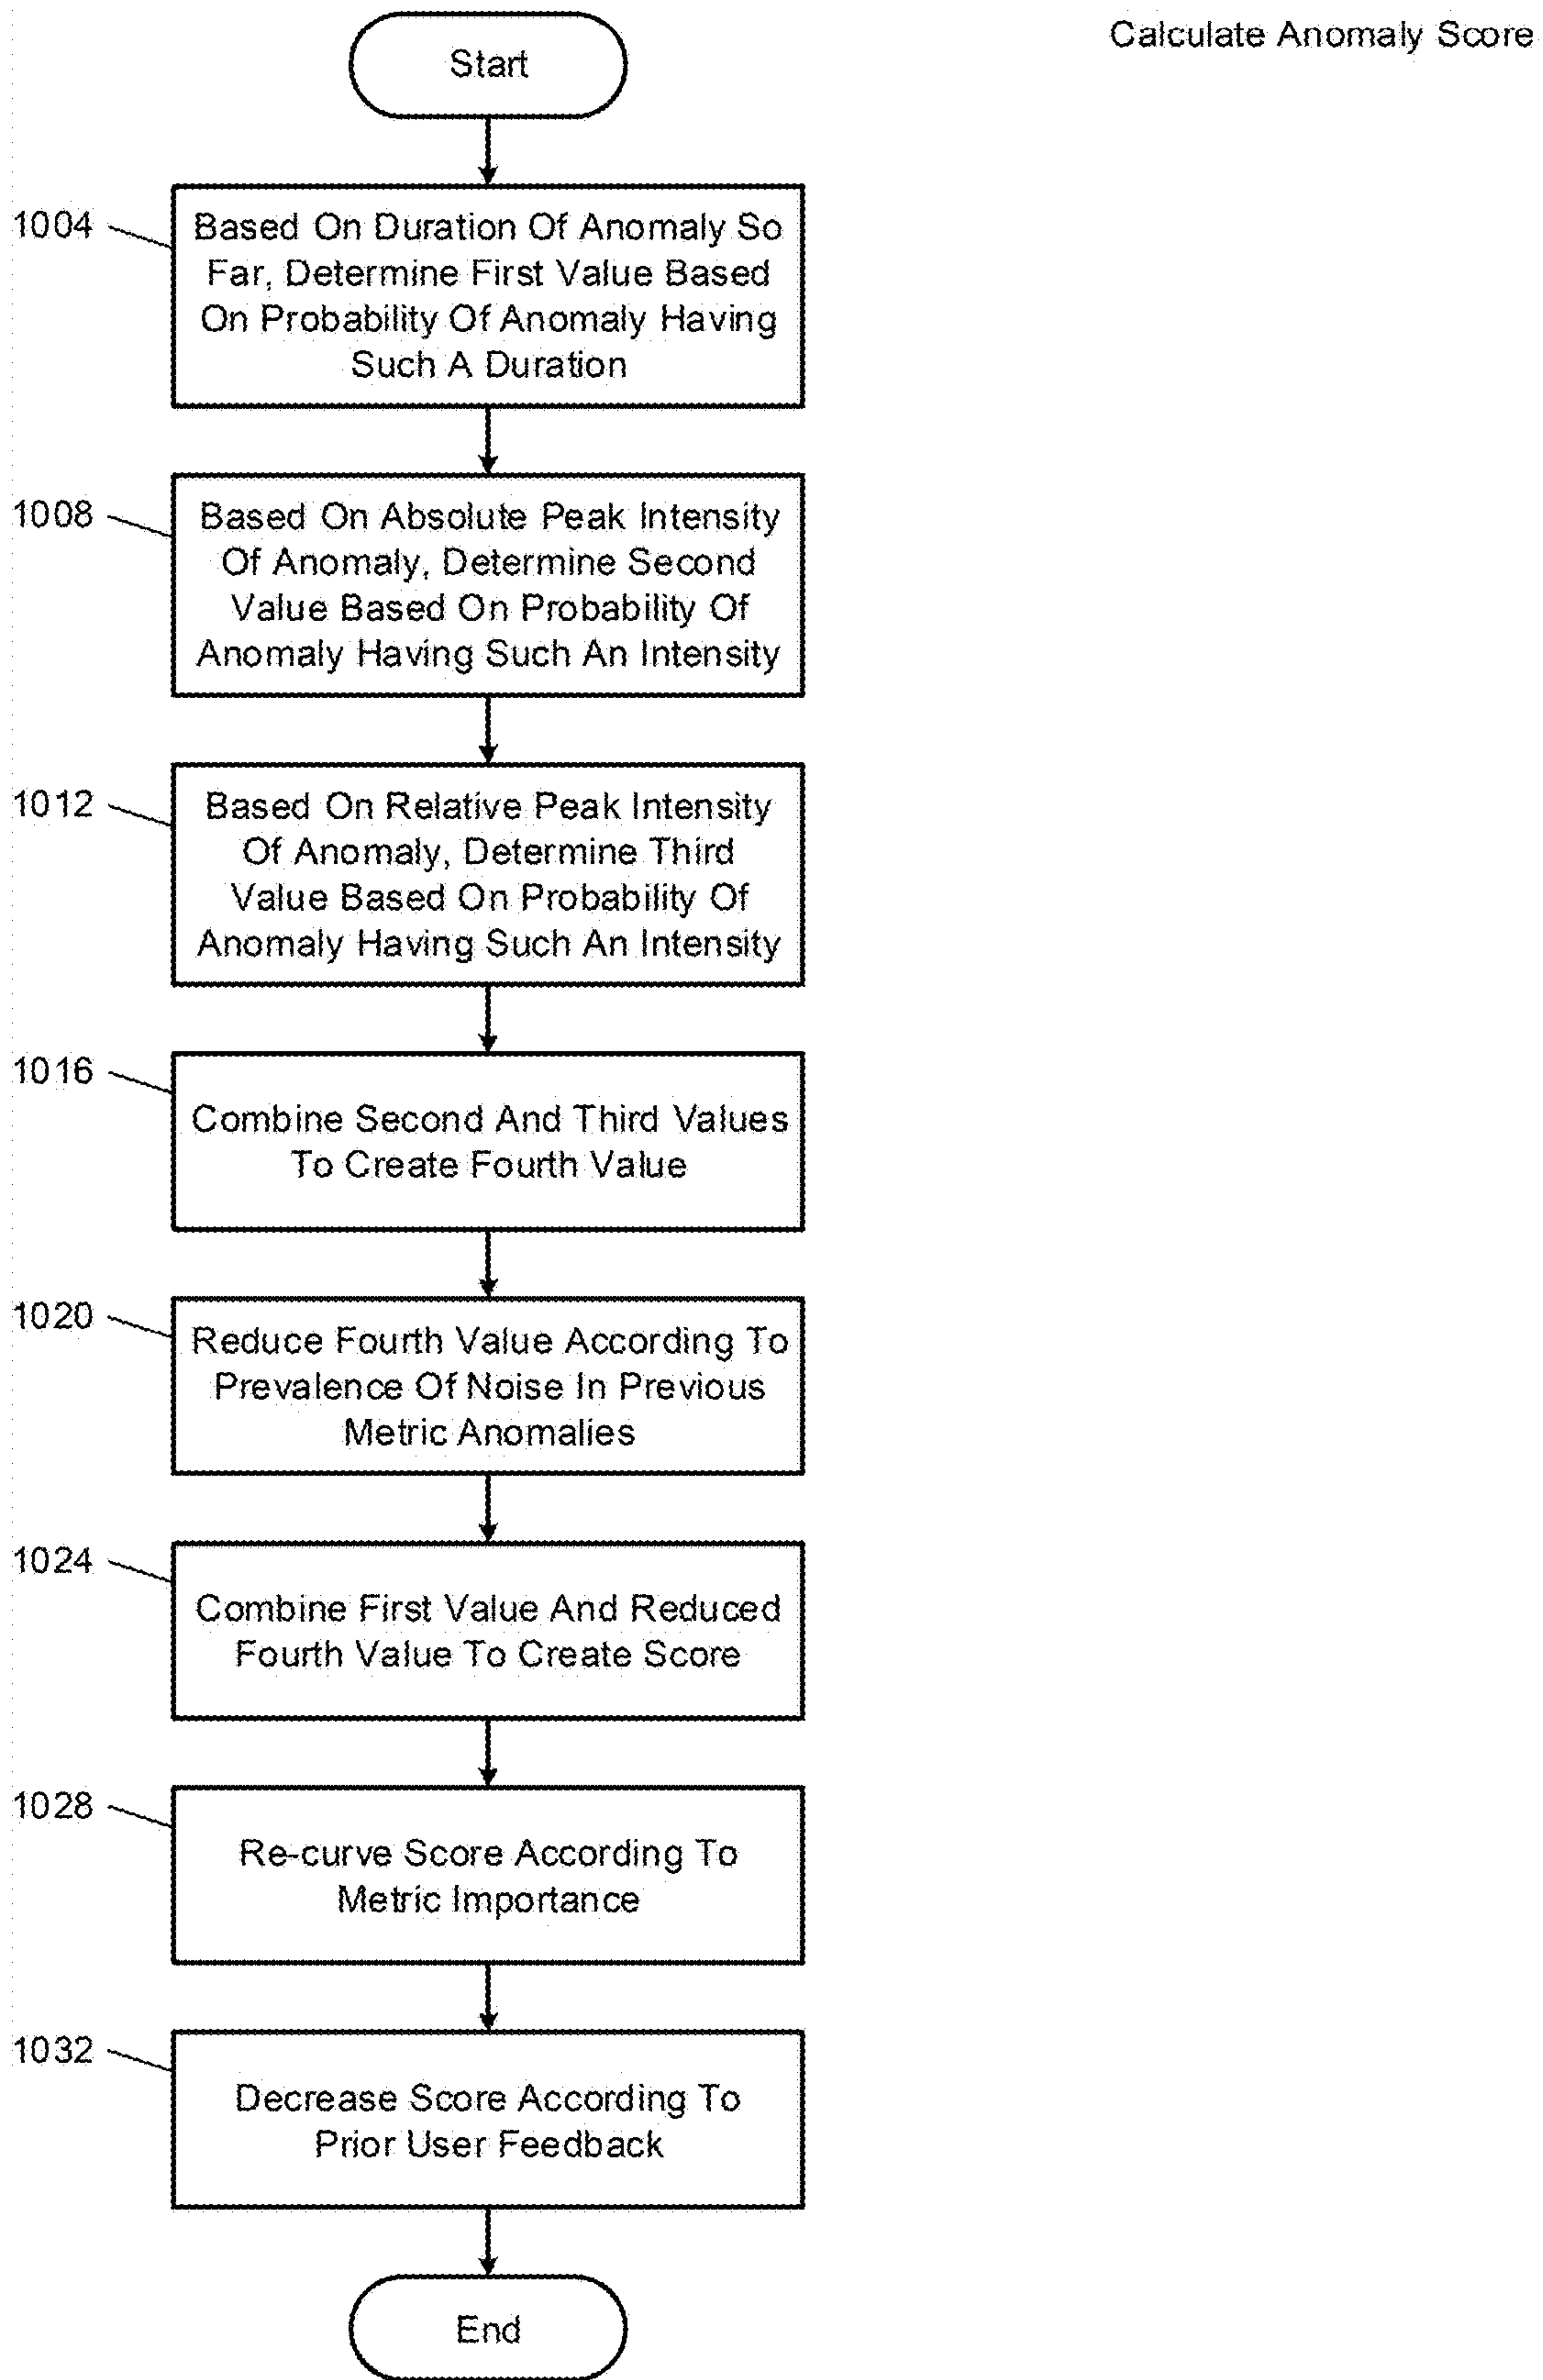 Calculate Anomaly Score
Start
1004
Based On Duration Of Anomaly So
Far, Determine First Value Based
On Probability Of Anomaly Having
Such A Duration
1008
Based On Absolute Peak Intensity
Of Anomaly, Determine Second
Value Based On Probability Of
Anomaly Having Such An Intensity
1012
Based On Relative Peak Intensity
Of Anomaly, Determine Third
Value Based On Probability Of
Anomaly Having Such An Intensity
1016
Combine Second And Third Values
To Create Fourth Value
1020
Reduce Fourth Value According To
Prevalence Of Noise In Previous
Metric Anomalies
1024
Combine First Value And Reduced
Fourth Value To Create Score
1028
Re-curve Score According To
Metric Importance
1032
Decrease Score According To
Prior User Feedback
End